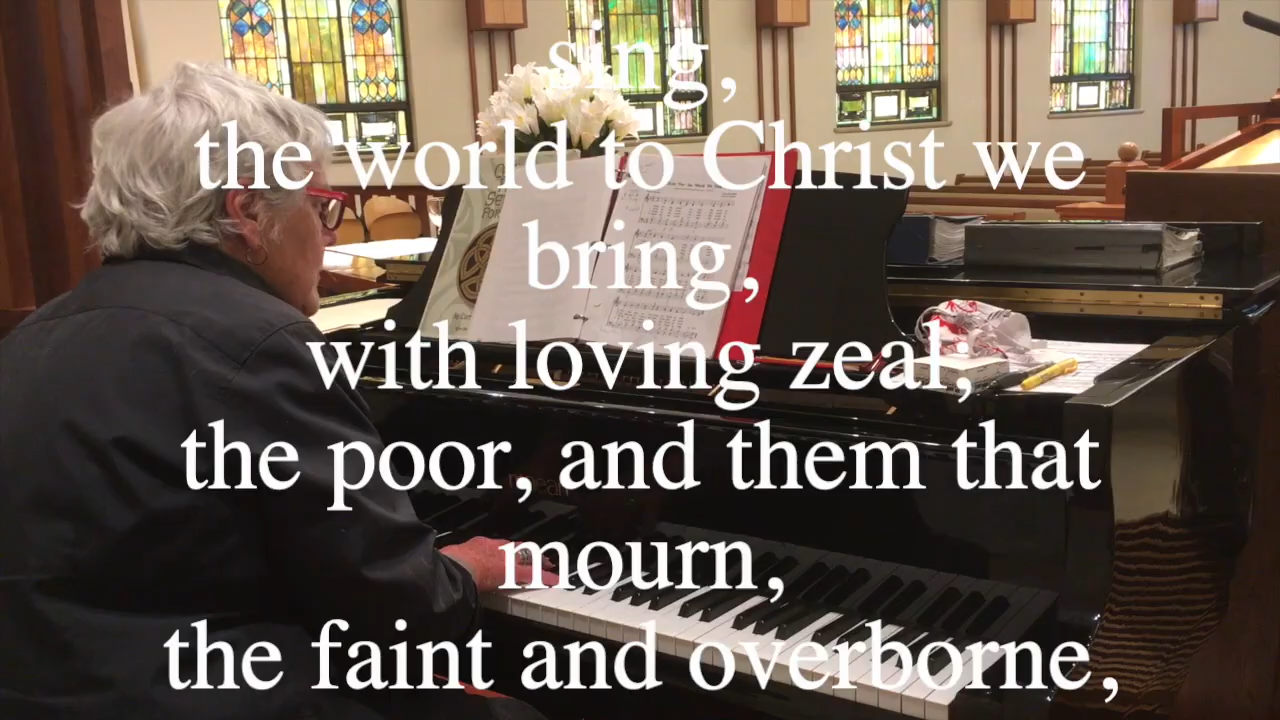 sing,
the world to Christ we
bring,
with loving zeal;
the poor, and them that
mourn,
the faint and overborne,